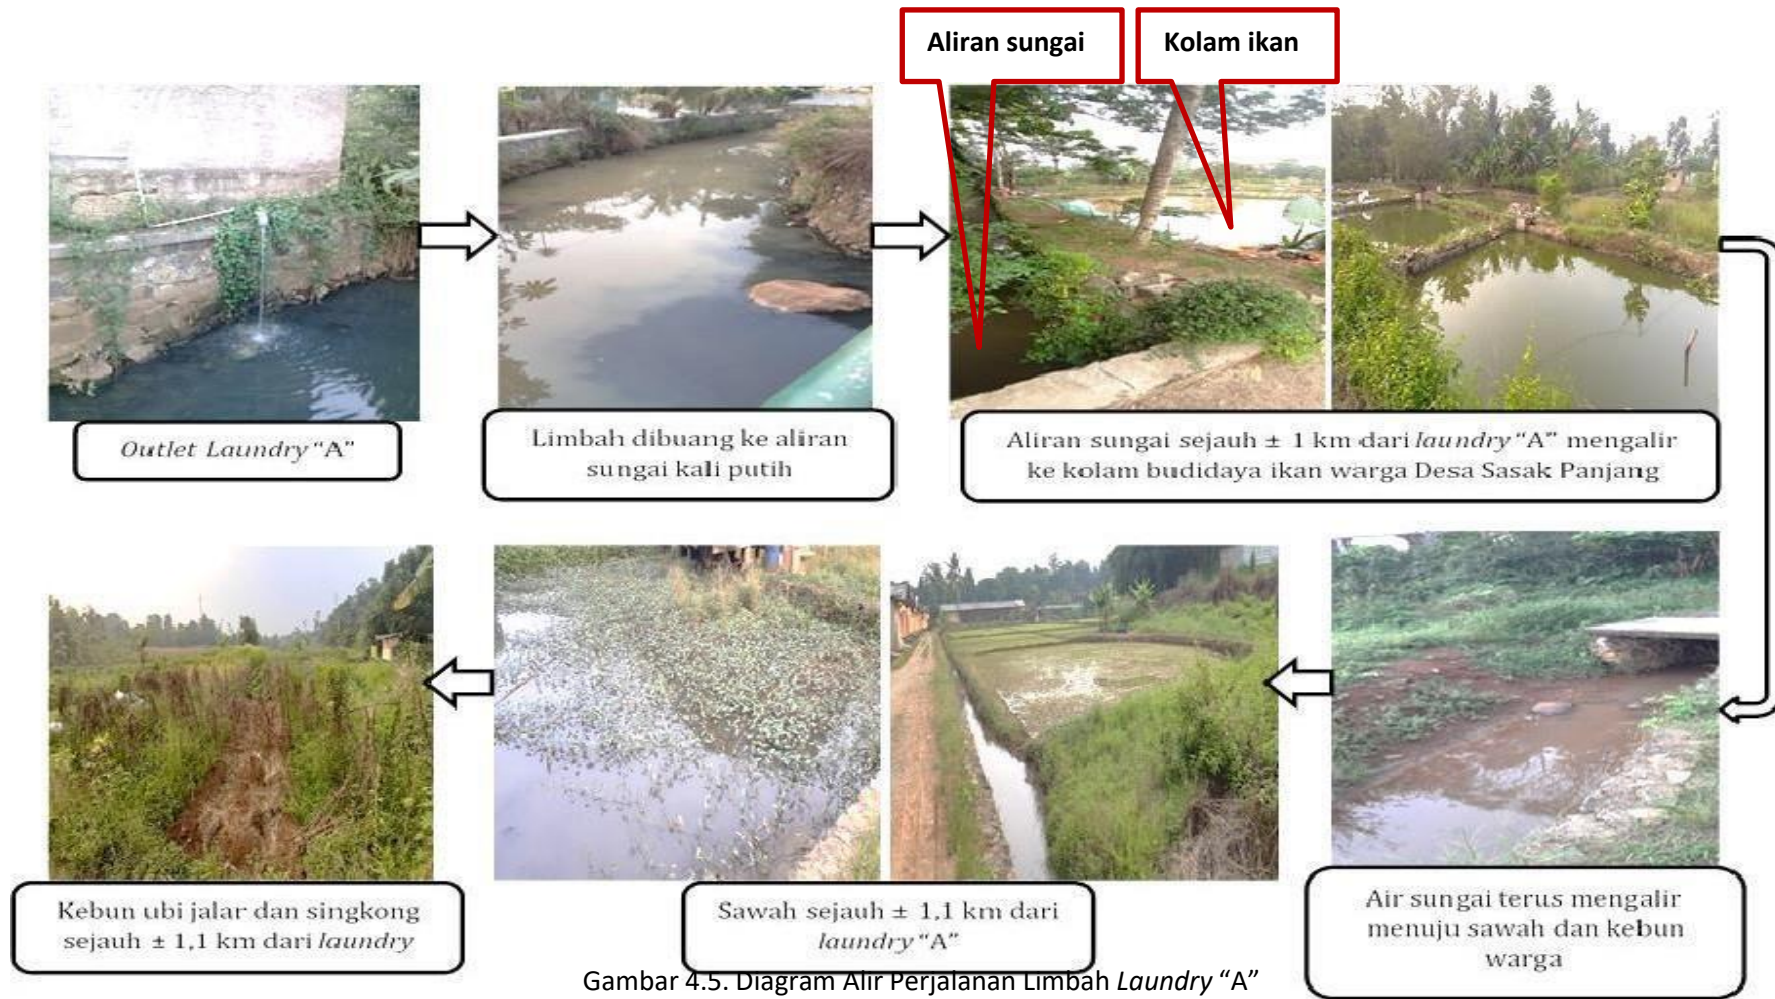 Aliran sungai
Kolam ikan
Outlet Laundry "A"
Limbah dibuang ke aliran
sungai kali putih
Aliran sungai sejauh ± 1 km dari laundry "A" mengalir
ke kolam budidaya ikan warga Desa Sasak Panjang
Kebun ubi jalar dan singkong
sejauh ± 1,1 km dari laundry
Sawah sejauh ± 1,1 km dari
laundry "A"
Air sungai terus mengalir
menuju sawah dan kebun
warga
Gambar 4.5. Diagram Alir Perjalanan Limbah Laundry "A"